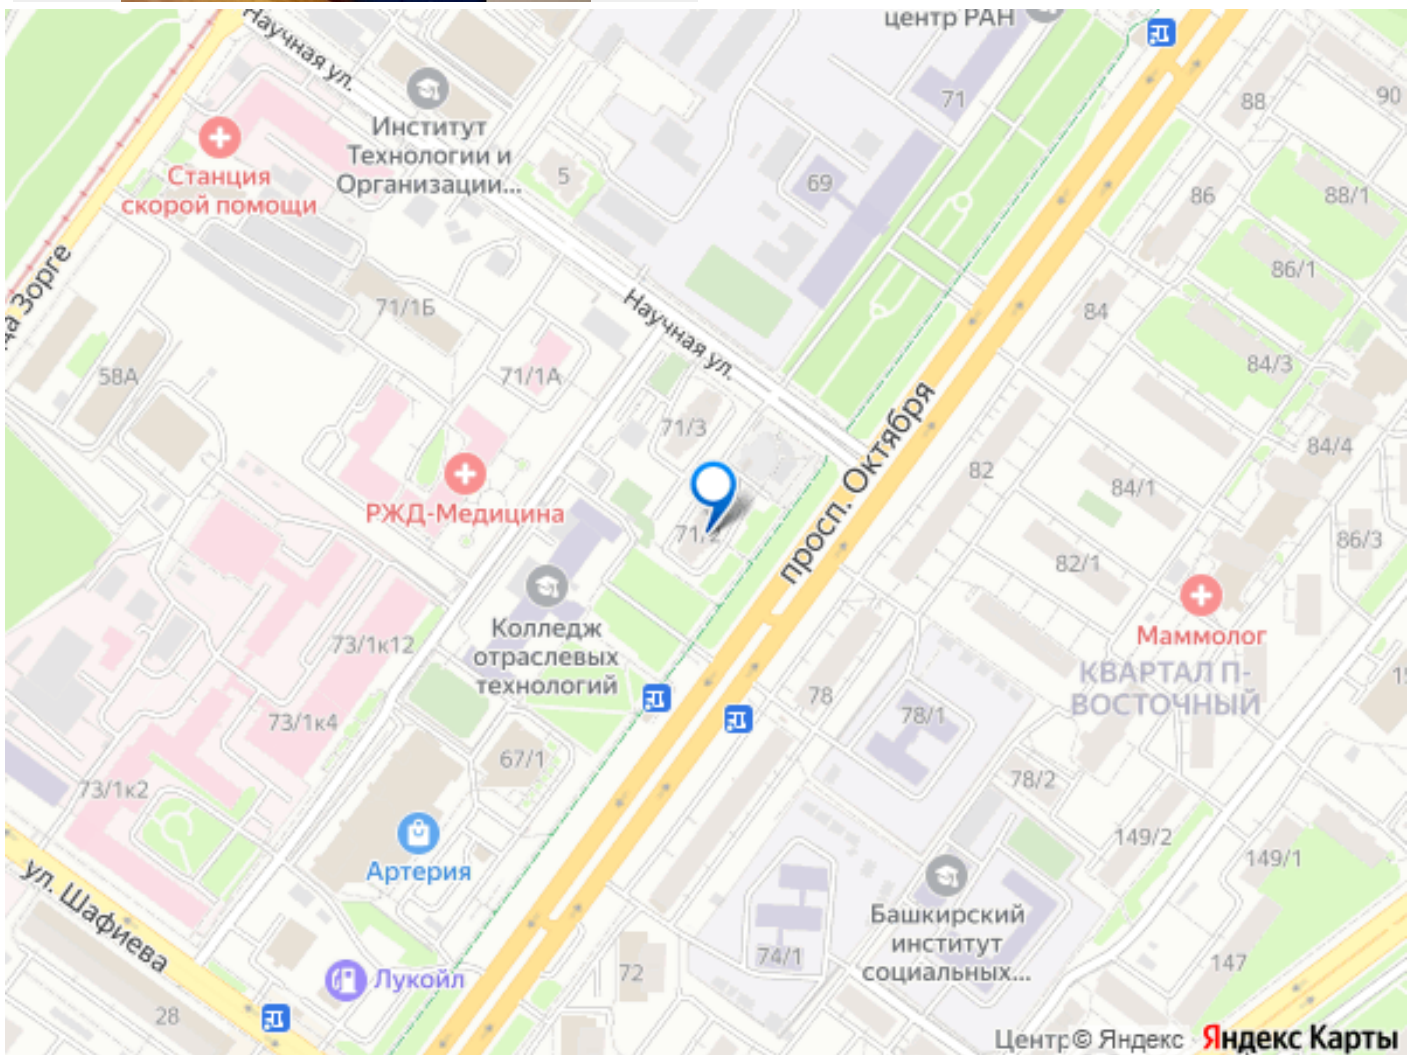 центр РАН
Научная ул.
71
88
90
Институт
Технологии и
Организации...
Станция
скорой помощи
5
69
86
88/1
86/1
71/1Б
84
Научная ул.
84/3
58А
71/1А
71/3
просп. Октября
84/4
82
84/1
РЖД-Медицина
71/2
86/3
82/1
Колледж
отраслевых
технологий
73/1к12
Маммолог
КВАРТАЛ П-
ВОСТОЧНЫЙ
78
78/1
73/1к4
67/1
78/2
73/1к2
149/2
149/1
Артерия
ул. Шафиева
Башкирский
институт
социальных...
74/1
72
147
Лукойл
28
© Яндекс
Яндекс Карты